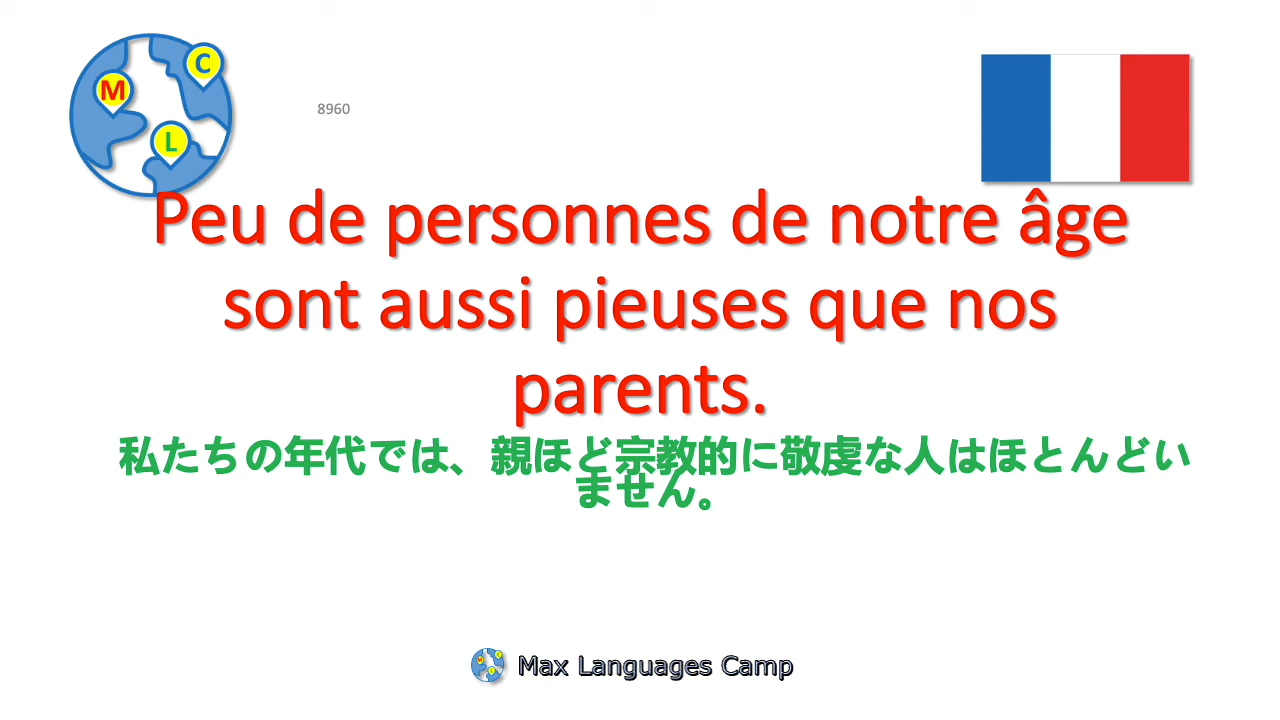 M
C
L
8960
Peu de personnes de notre âge
sont aussi pieuses que nos
parents.
私たちの年代では、親ほど宗教的に敬虔な人はほとんどい
ません。
Max Languages Camp